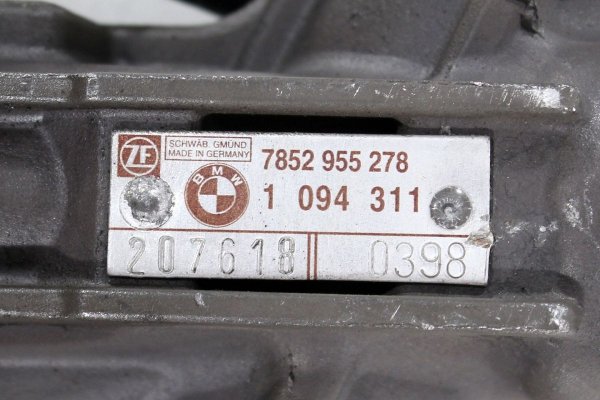 ZF
SCHWÄB. GMÜND
MADE IN GERMANY
7852 955 278
BMW
1 094 311
207618 0398